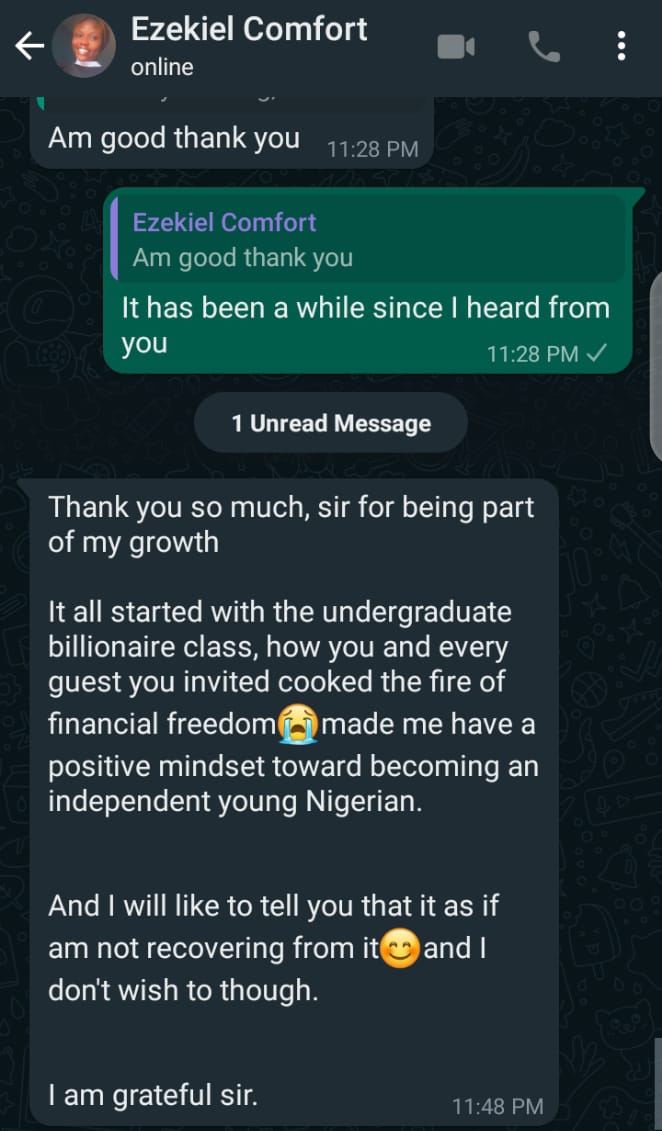 Ezekiel Comfort
online
Am good thank you
11:28 PM
Ezekiel Comfort
Am good thank you
It has been a while since I heard from
you
11:28 PM
1 Unread Message
Thank you so much, sir for being part
of my growth
It all started with the undergraduate
billionaire class, how you and every
guest you invited cooked the fire of
financial freedom😭made me have a
positive mindset toward becoming an
independent young Nigerian.
And I will like to tell you that it as if
am not recovering from it😊and I
don't wish to though.
I am grateful sir.
11:48 PM